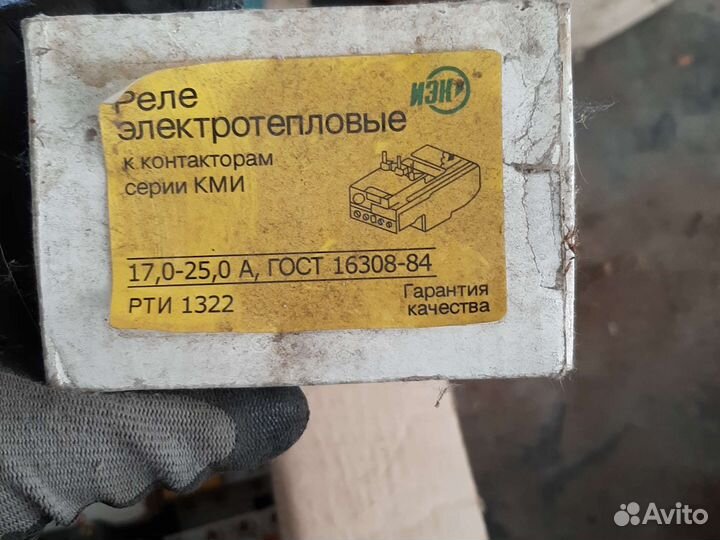 Реле
электротепловые
к контакторам
серии КМИ
ИЭК
17,0-25,0 А, ГОСТ 16308-84
РТИ 1322
Гарантия
качества
Avito